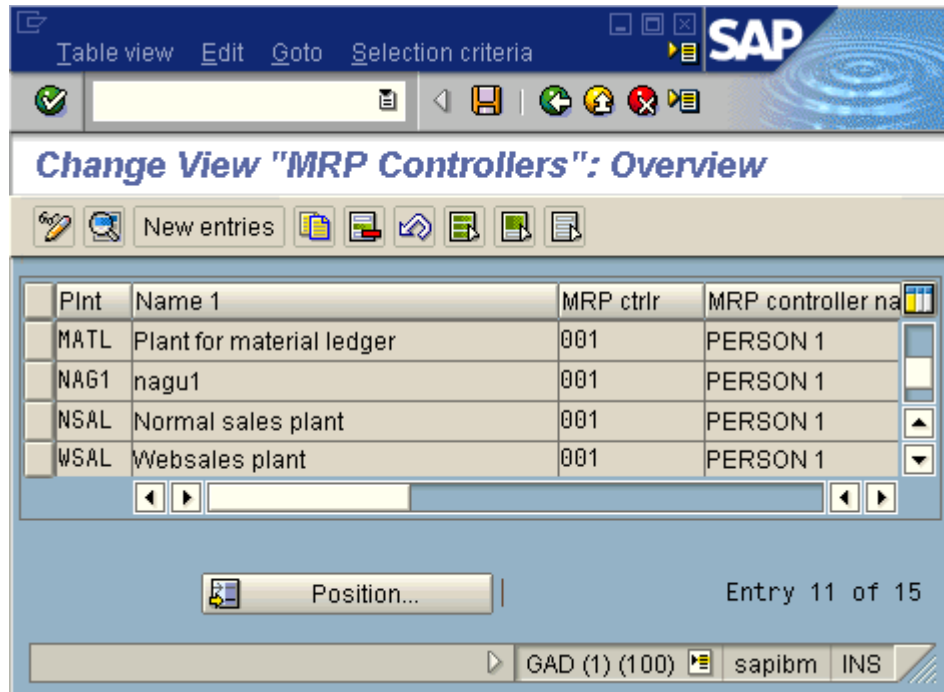 Table view Edit Goto Selection criteria
SAP
Change View "MRP Controllers": Overview
New entries
Plnt Name 1 MRP ctrlr MRP controller na
MATL Plant for material ledger 001 PERSON 1
NAG1 nagu1 001 PERSON 1
NSAL Normal sales plant 001 PERSON 1
WSAL Websales plant 001 PERSON 1
Position... Entry 11 of 15
GAD (1) (100) sapibm INS